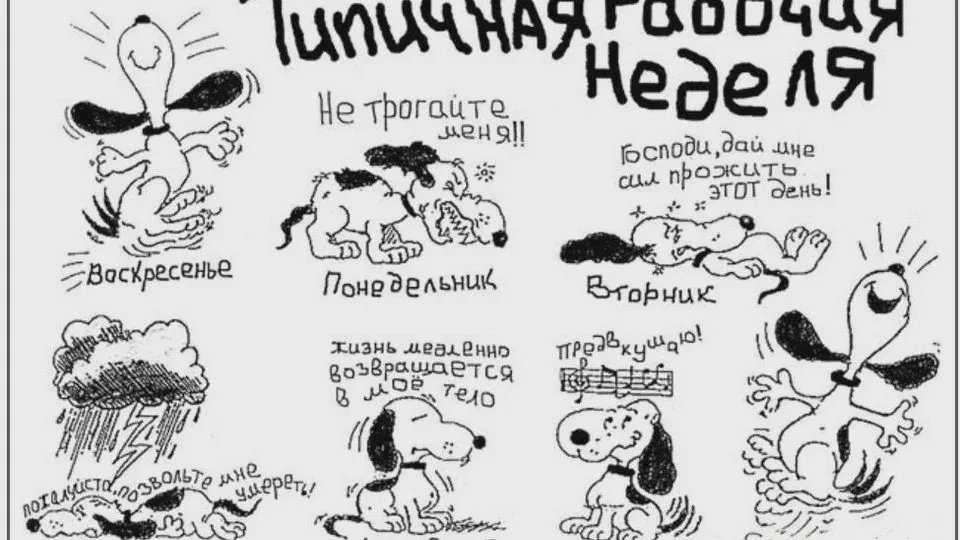 Типичная Рабочая
Неделя
Воскресенье
Не трогайте
меня!!
Понедельник
Господи, дай мне
сил прожить
этот день!
Вторник
пожалуйста, позвольте мне
умереть!
жизнь медленно
возвращается
в моё тело
предвкушаю!